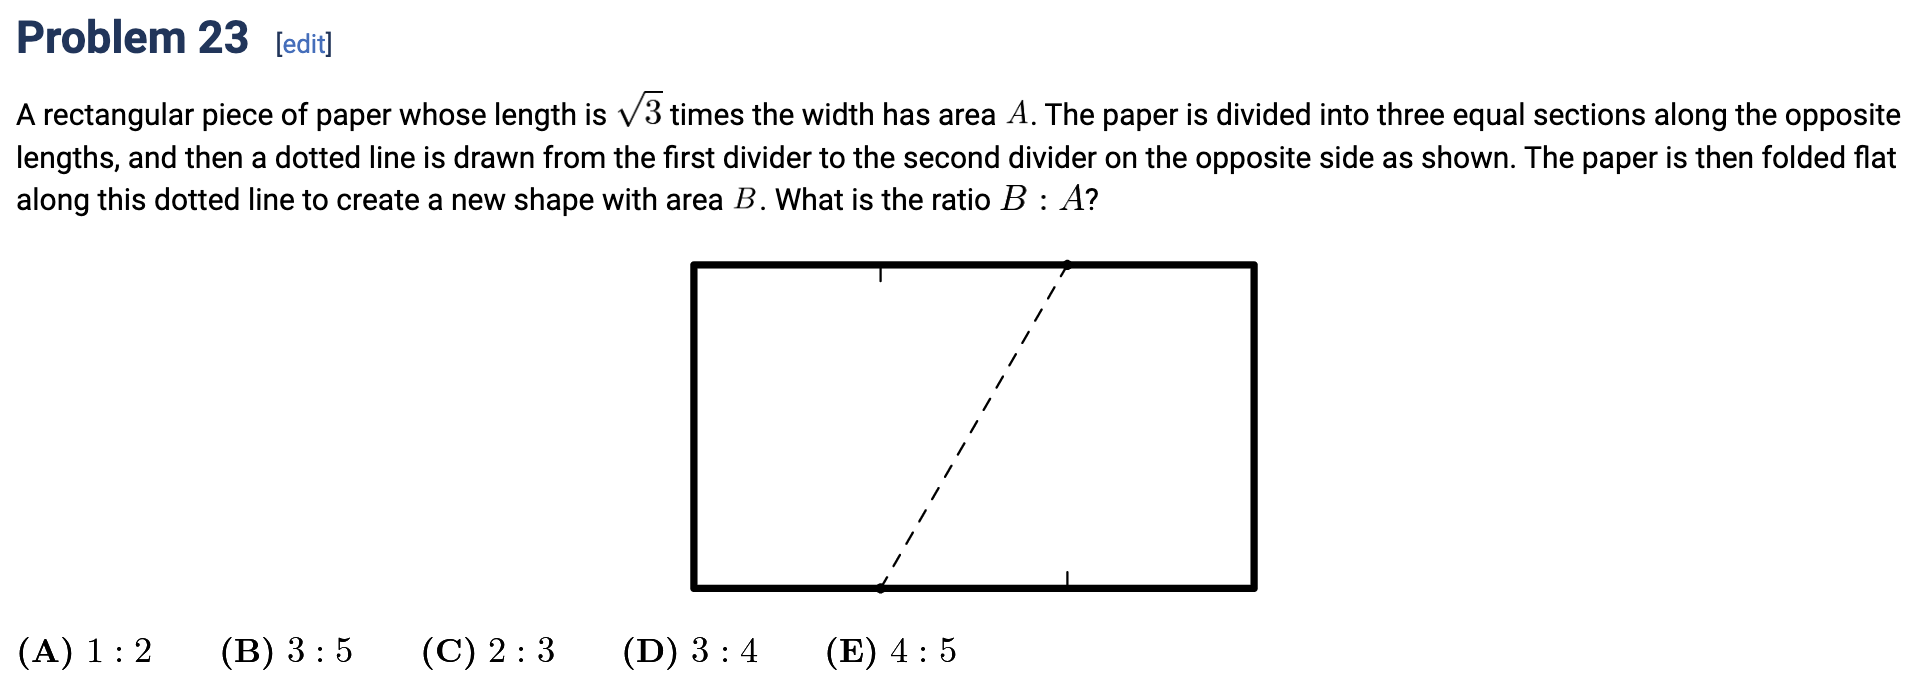 Problem 23 [edit]
A rectangular piece of paper whose length is √3 times the width has area A. The paper is divided into three equal sections along the opposite
lengths, and then a dotted line is drawn from the first divider to the second divider on the opposite side as shown. The paper is then folded flat
along this dotted line to create a new shape with area B. What is the ratio B : A?
(A) 1 : 2 (B) 3 : 5 (C) 2 : 3 (D) 3 : 4 (E) 4 : 5